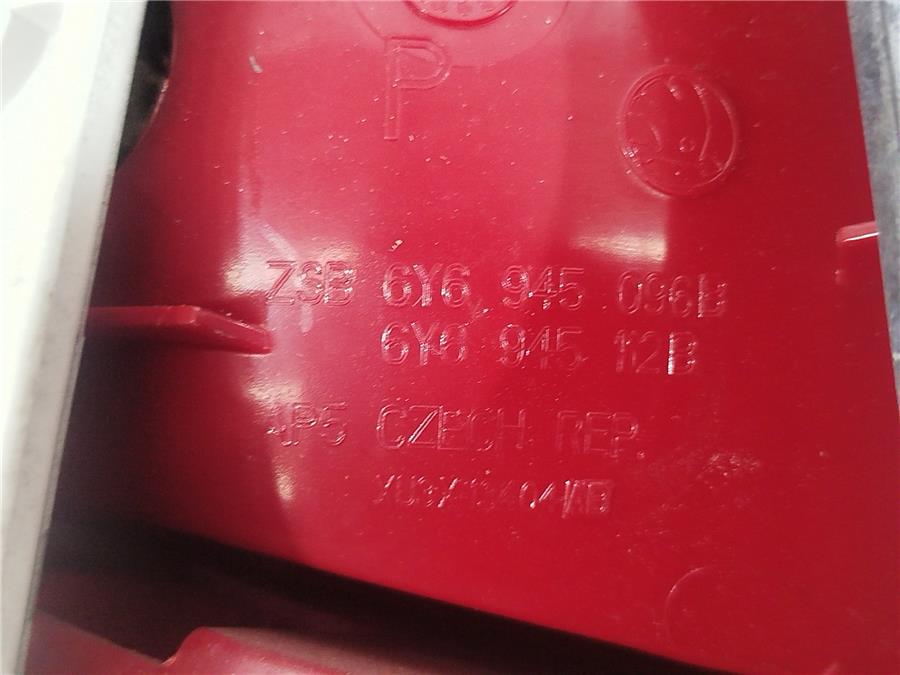 P
ZSB 6Y6 945 096B
6Y6 945 112B
CZECH REP.